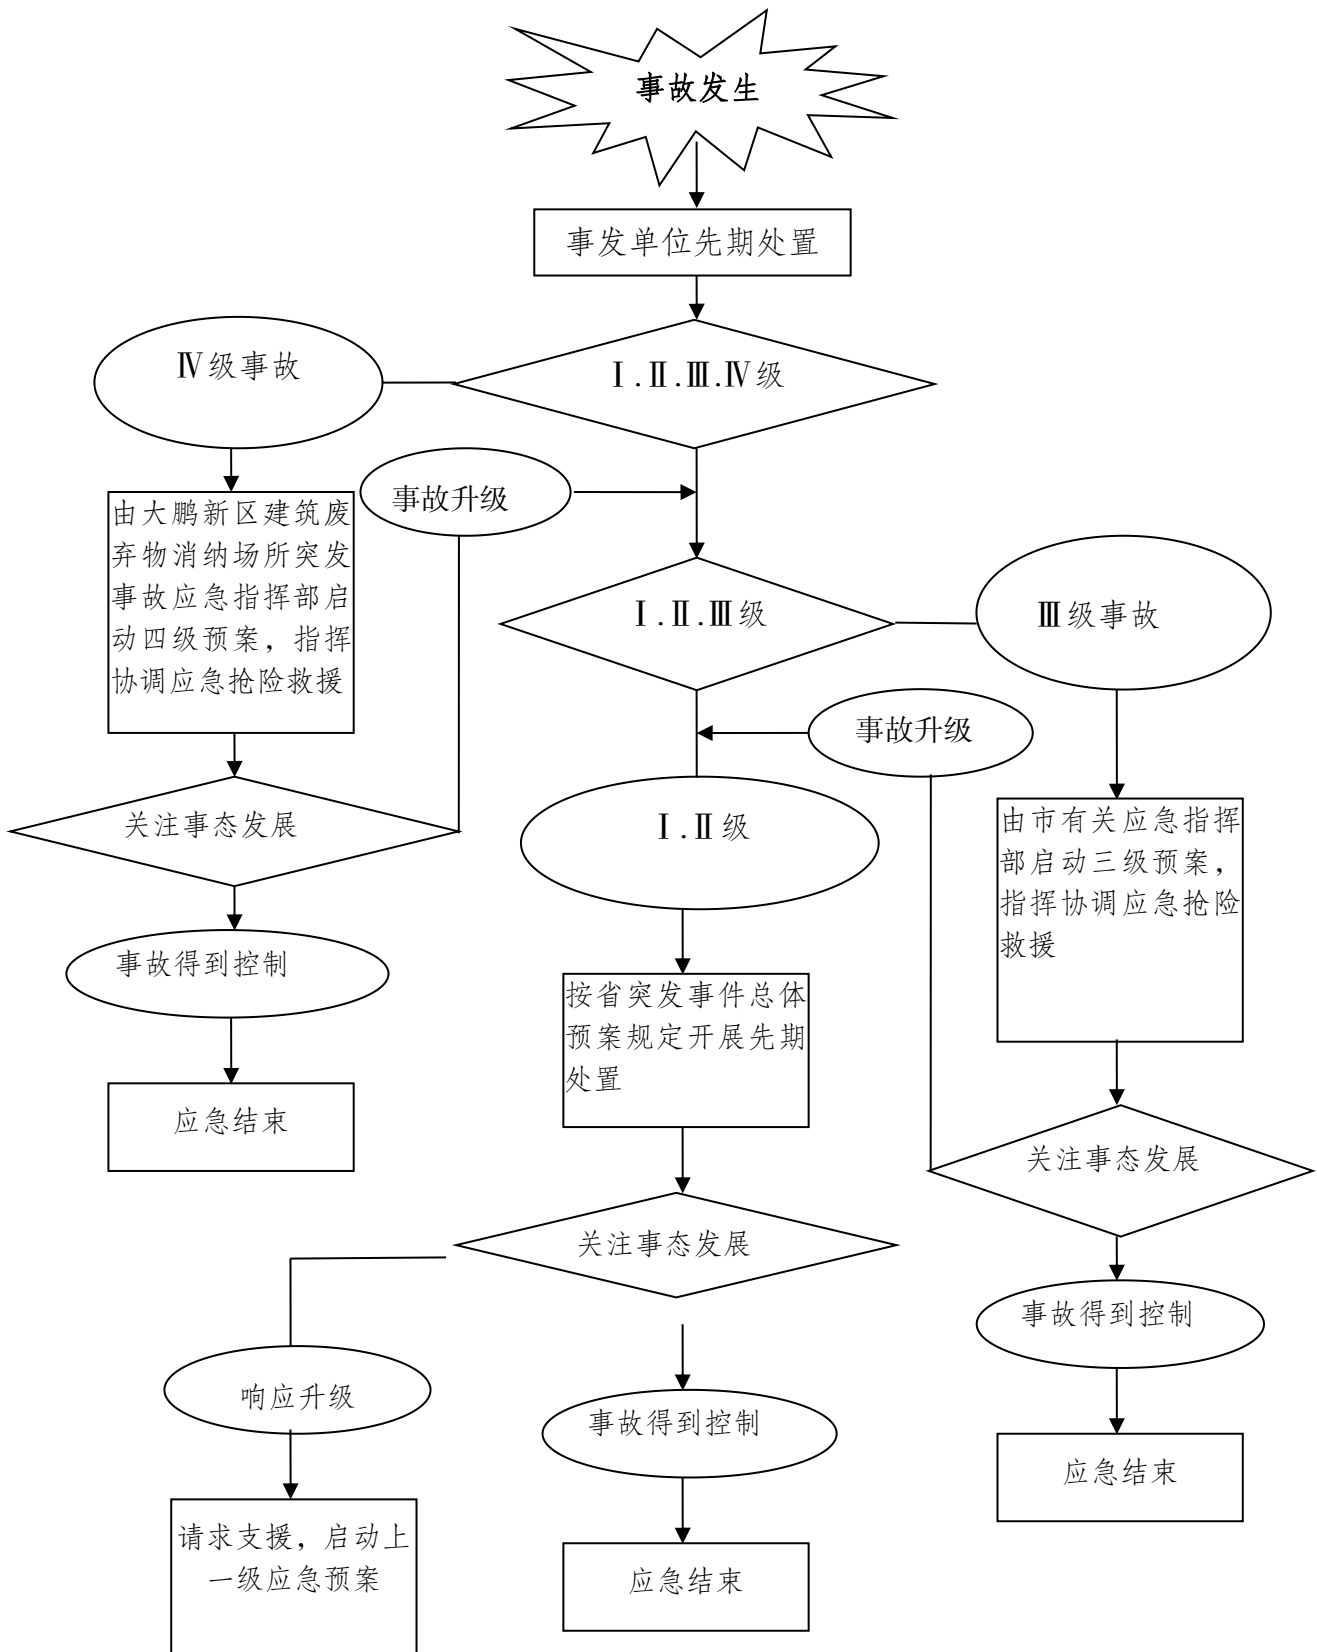 事故发生
事发单位先期处置
Ⅳ级事故
Ⅰ.Ⅱ.Ⅲ.Ⅳ级
事故升级
由大鹏新区建筑废
弃物消纳场所突发
事故应急指挥部启
动四级预案，指挥
协调应急抢险救援
Ⅰ.Ⅱ.Ⅲ级
Ⅲ级事故
事故升级
关注事态发展
Ⅰ.Ⅱ级
由市有关应急指挥
部启动三级预案，
指挥协调应急抢险
救援
事故得到控制
按省突发事件总体
预案规定开展先期
处置
应急结束
关注事态发展
关注事态发展
事故得到控制
响应升级
事故得到控制
应急结束
请求支援，启动上
一级应急预案
应急结束